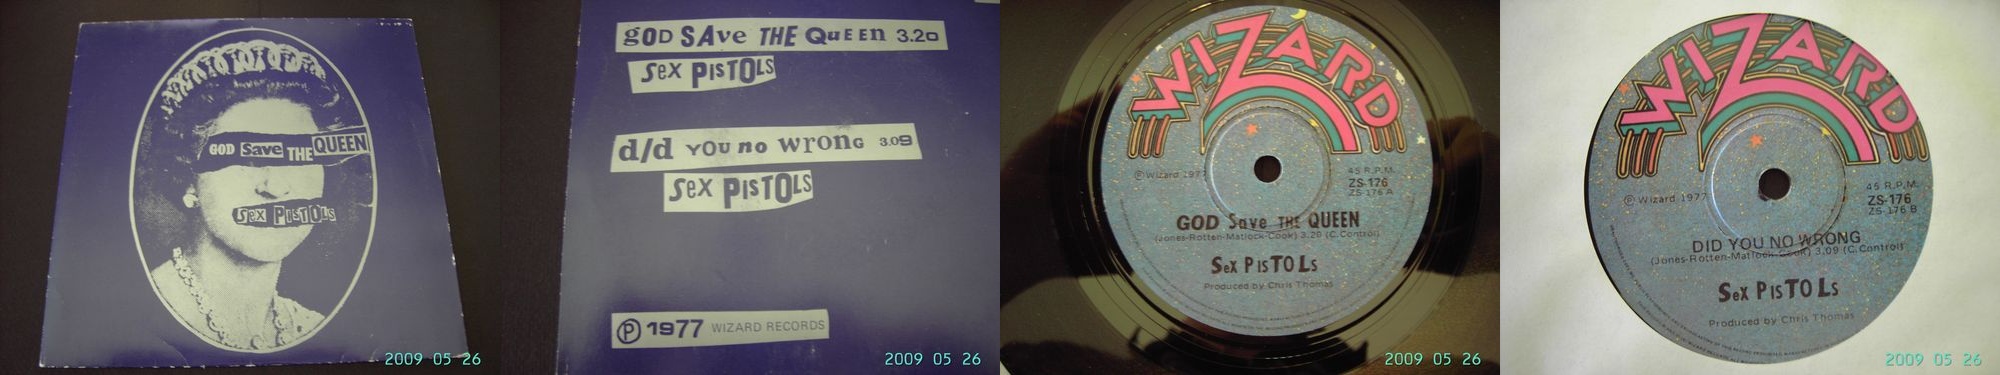 GOD Save THE QUEEN
SeX PISTOLS
2009 05 26
gOD SAve THE QuEEn 3.20
SeX PISTOLS
d/d YOU no wronG 3.09
SeX PISTOLS
℗ 1977 WIZARD RECORDS
2009 05 26
WIZARD
℗ Wizard 1977
45 R.P.M.
ZS-176
ZS-176 A
GOD Save THE QUEEN
(Jones-Rotten-Matlock-Cook) 3.20 (C.Control)
SeX PISTOLS
Produced by Chris Thomas
2009 05 26
WIZARD
℗ Wizard 1977
45 R.P.M.
ZS-176
ZS-176 B
DID YOU NO WRONG
(Jones-Rotten-Matlock-Cook) 3.09 (C.Control)
SeX PISTOLS
Produced by Chris Thomas
2009 05 26